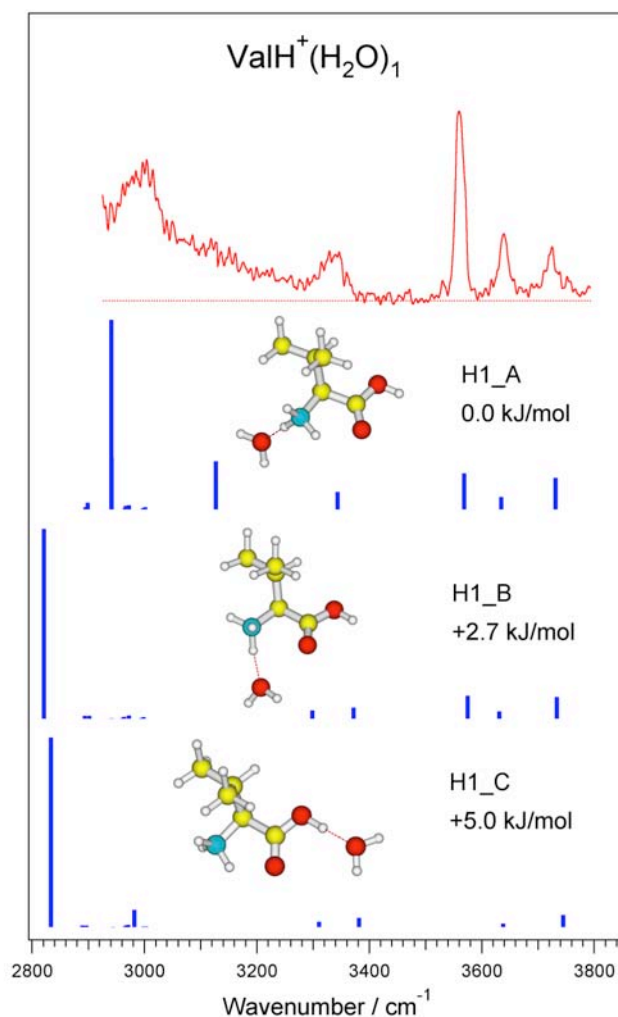 ValH⁺(H₂O)₁
H1_A
0.0 kJ/mol
H1_B
+2.7 kJ/mol
H1_C
+5.0 kJ/mol
2800 3000 3200 3400 3600 3800
Wavenumber / cm⁻¹